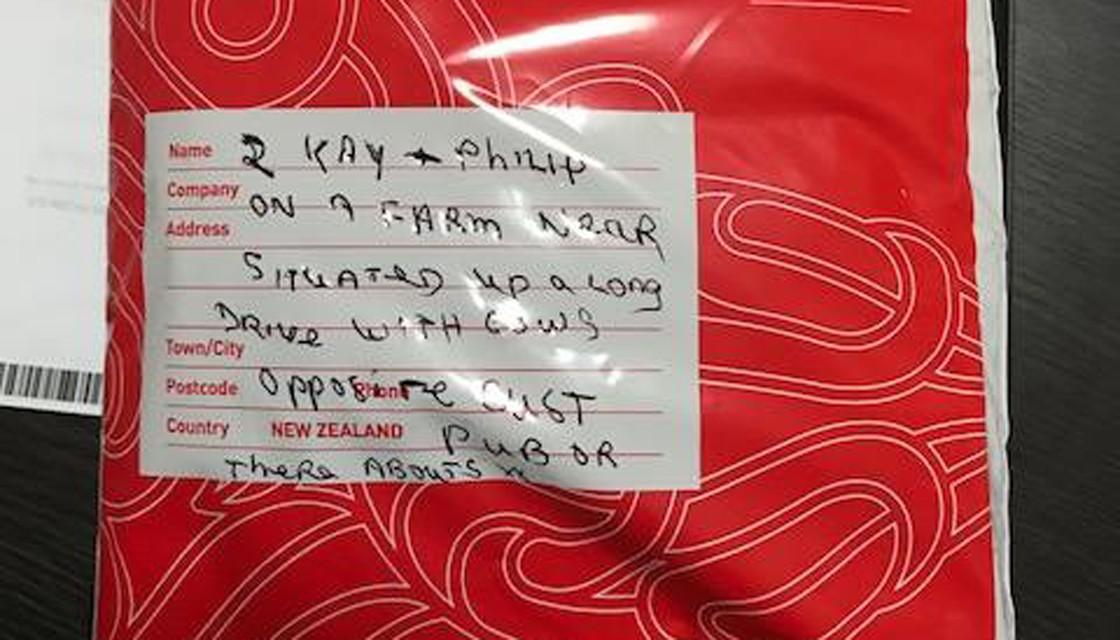 Name 2 KAY + PhILIP
Company
ON A FARM NEAR
Address
SITUATED up a Long
DRIVE WITH COWS
Town/City
Postcode OppOSITE CUST
Phone
Country NEW ZEALAND PUB OR
TheRe ABOUTS